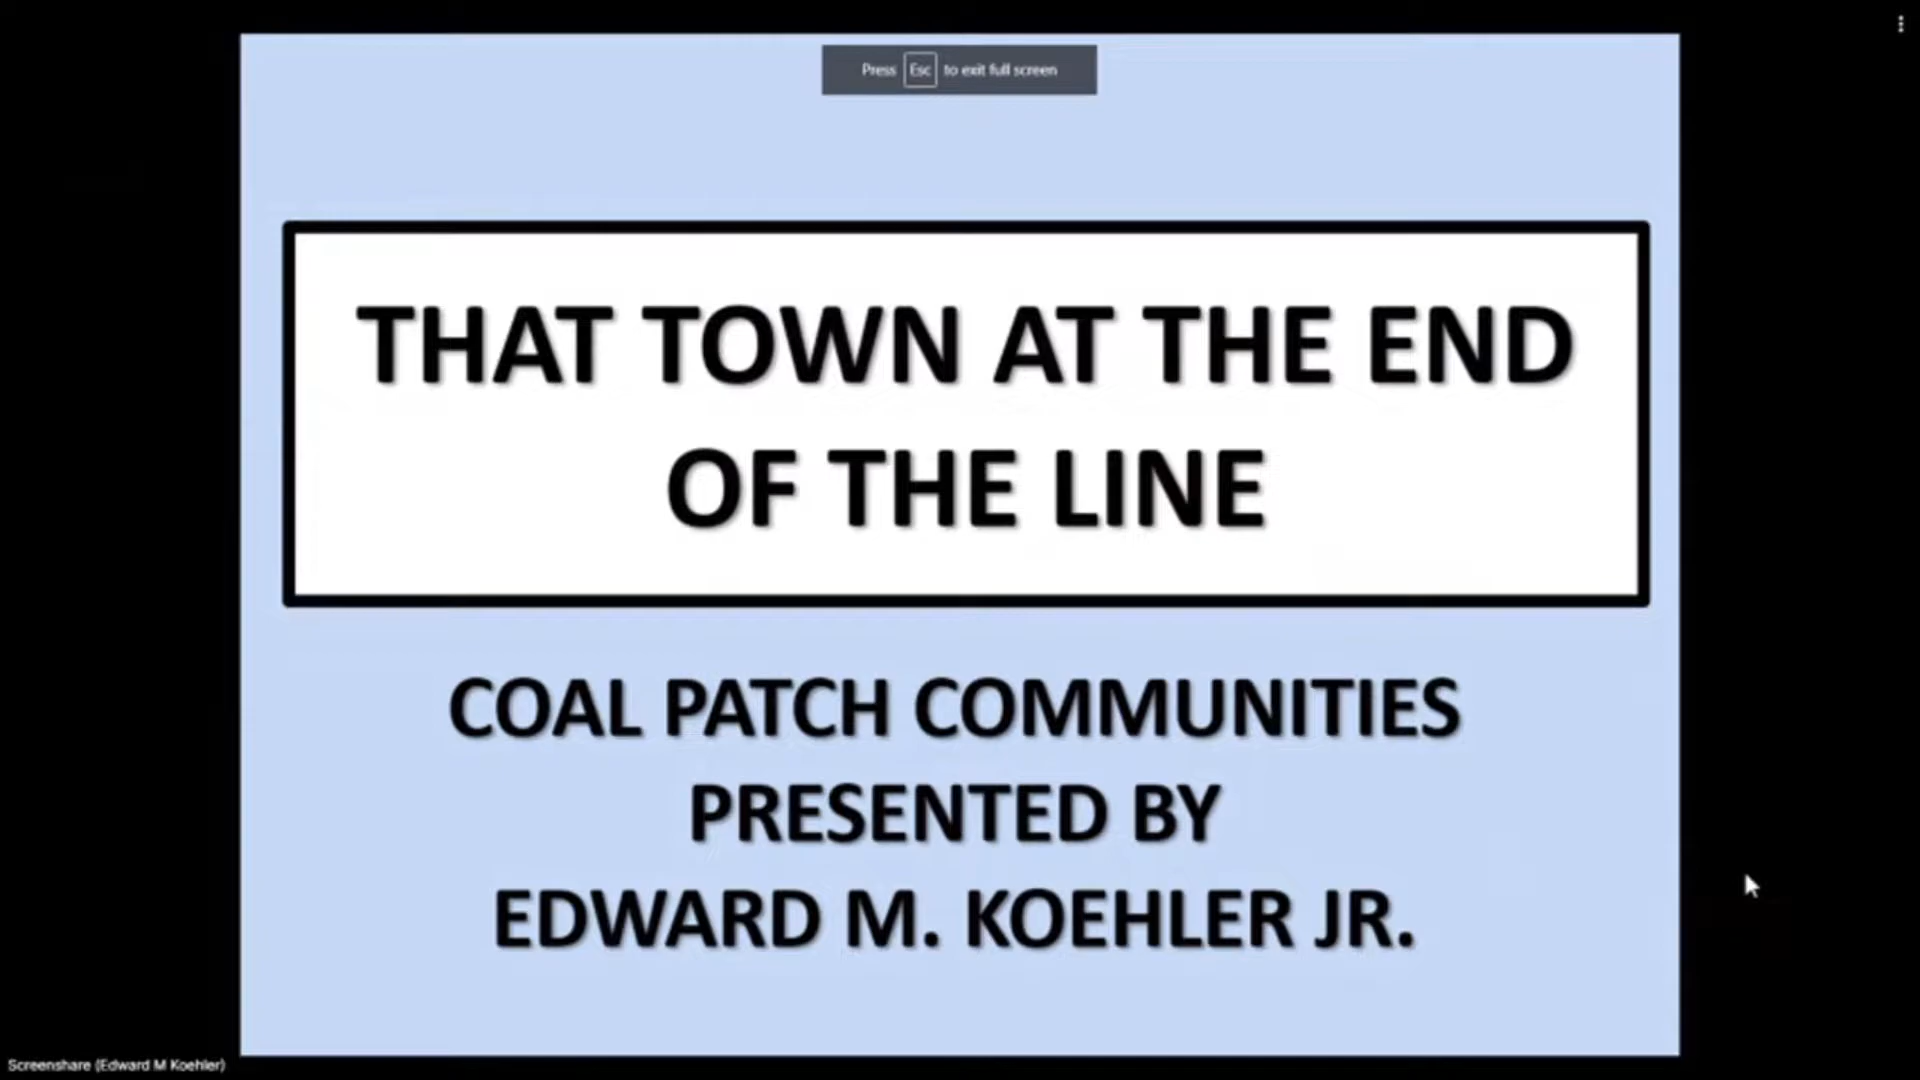 Press Esc to exit full screen
THAT TOWN AT THE END
OF THE LINE
COAL PATCH COMMUNITIES
PRESENTED BY
EDWARD M. KOEHLER JR.
Screenshare (Edward M Koehler)